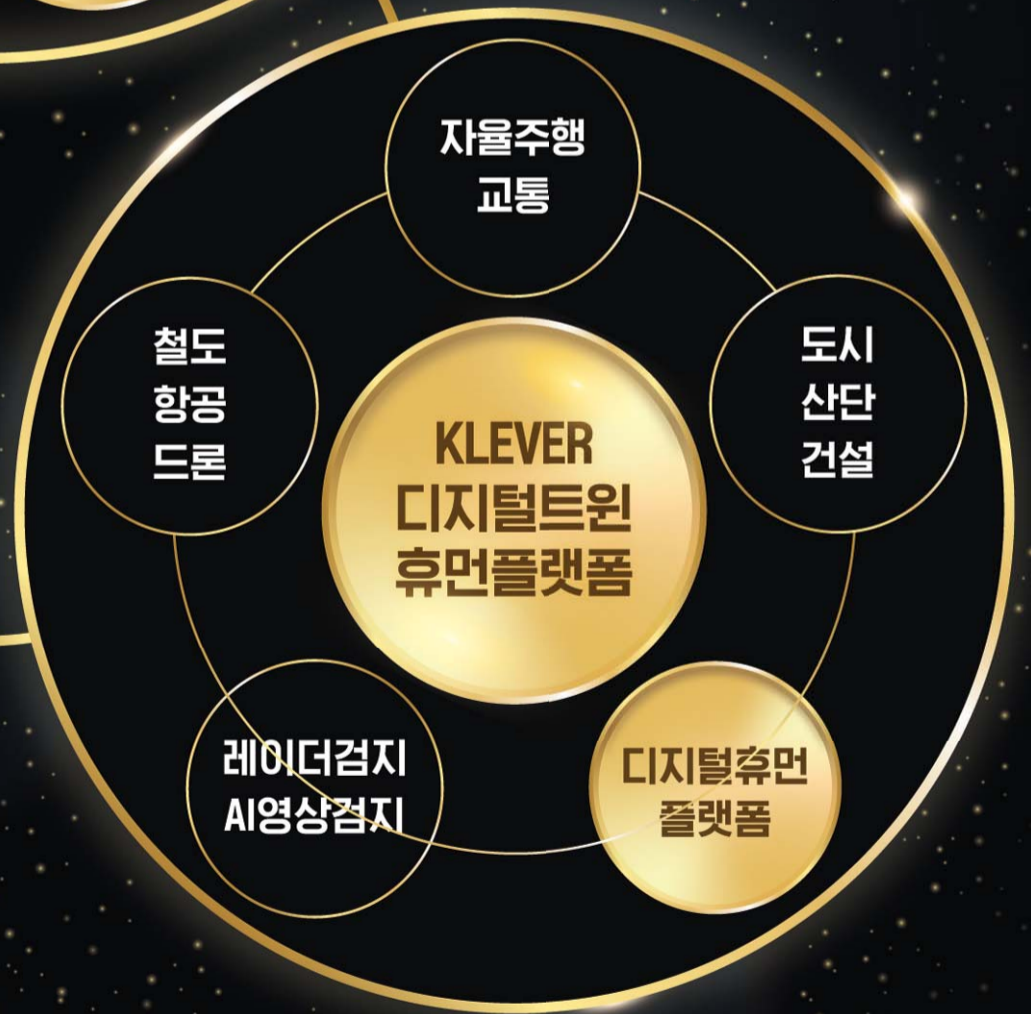 자율주행
교통
철도
항공
드론
도시
산단
건설
KLEVER
디지털트윈
휴먼플랫폼
레이더검지
AI영상검지
디지털휴먼
플랫폼